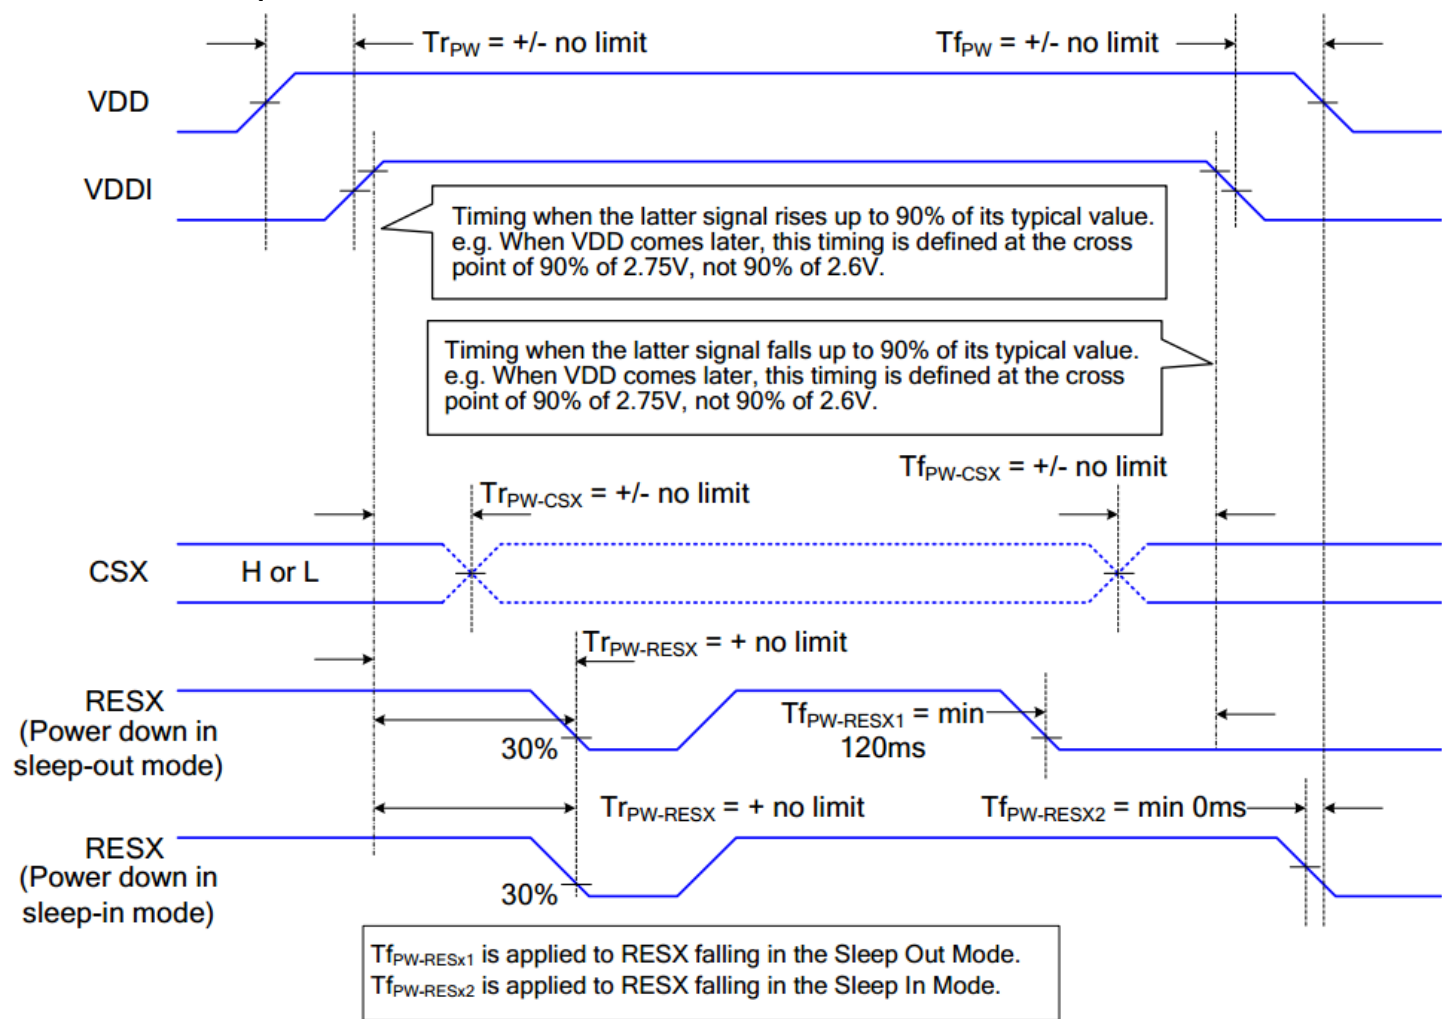 TrPW = +/- no limit
TfPW = +/- no limit
VDD
VDDI
Timing when the latter signal rises up to 90% of its typical value.
e.g. When VDD comes later, this timing is defined at the cross
point of 90% of 2.75V, not 90% of 2.6V.
Timing when the latter signal falls up to 90% of its typical value.
e.g. When VDD comes later, this timing is defined at the cross
point of 90% of 2.75V, not 90% of 2.6V.
TfPW-CSX = +/- no limit
TrPW-CSX = +/- no limit
CSX
H or L
TrPW-RESX = + no limit
RESX
(Power down in
sleep-out mode)
30%
TfPW-RESX1 = min
120ms
TrPW-RESX = + no limit
TfPW-RESX2 = min 0ms
RESX
(Power down in
sleep-in mode)
30%
TfPW-RESx1 is applied to RESX falling in the Sleep Out Mode.
TfPW-RESx2 is applied to RESX falling in the Sleep In Mode.